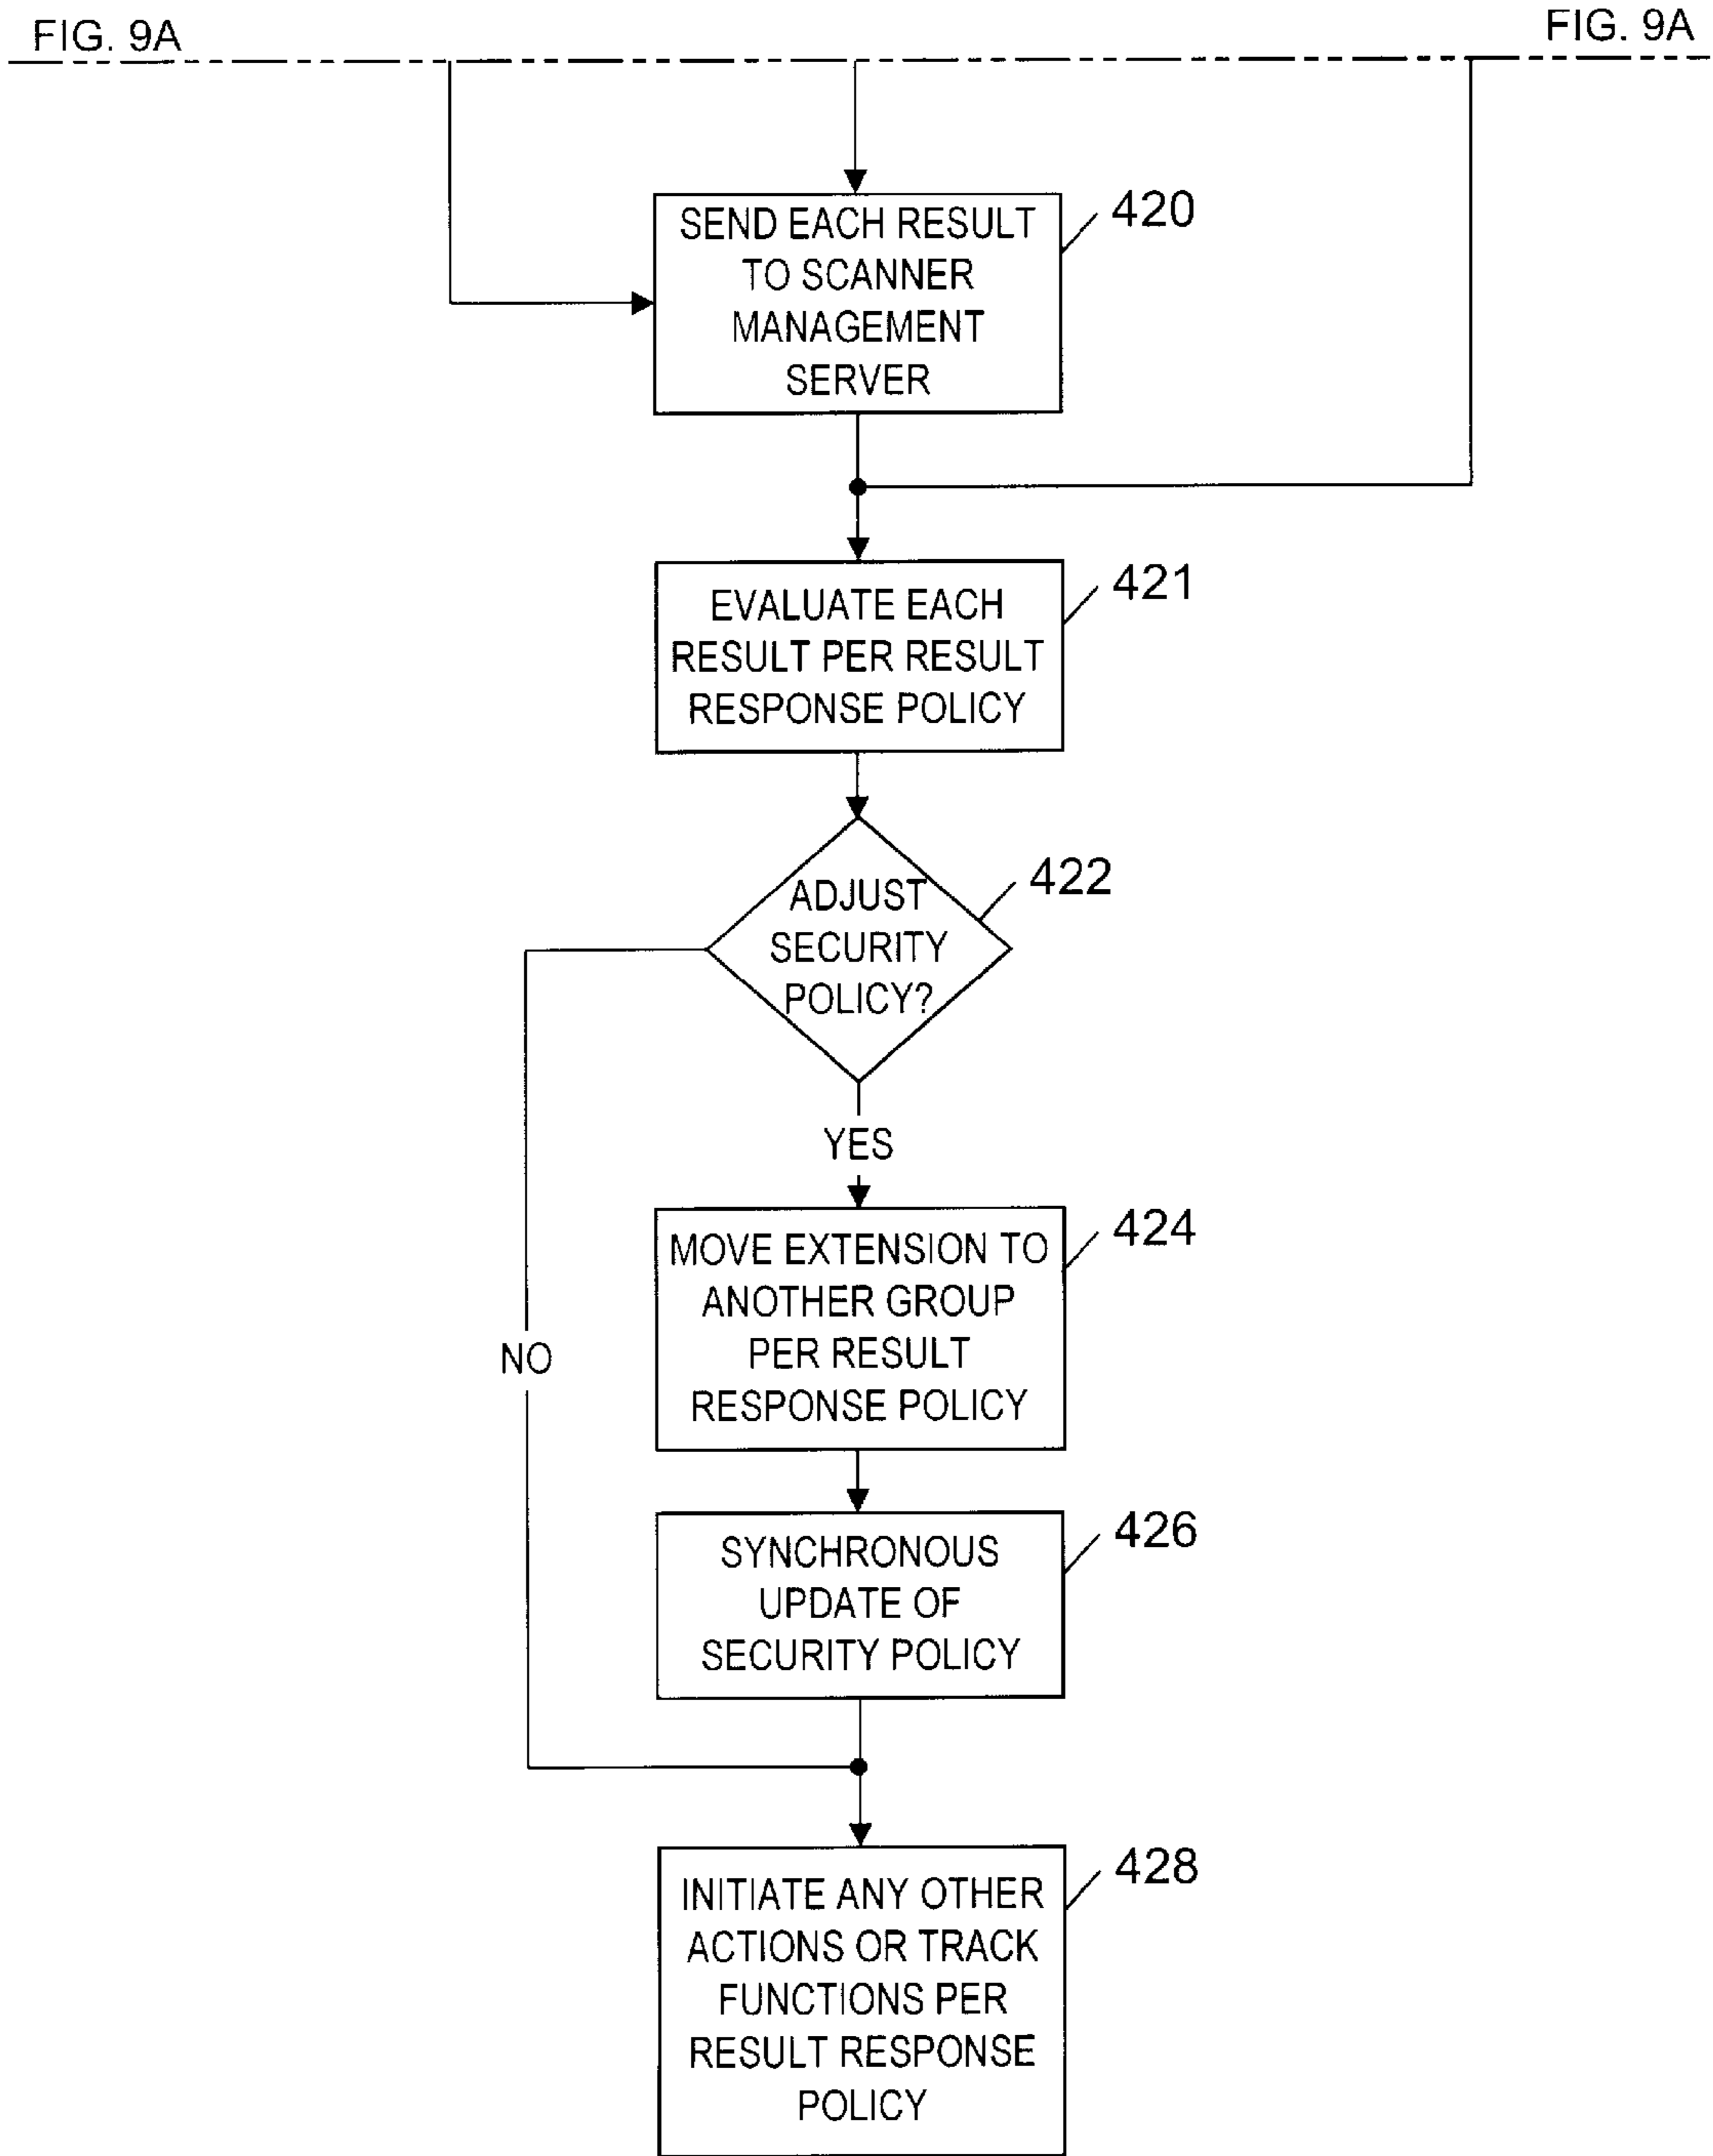 FIG. 9A
FIG. 9A
SEND EACH RESULT
TO SCANNER
MANAGEMENT
SERVER
420
EVALUATE EACH
RESULT PER RESULT
RESPONSE POLICY
421
ADJUST
SECURITY
POLICY?
422
YES
NO
MOVE EXTENSION TO
ANOTHER GROUP
PER RESULT
RESPONSE POLICY
424
SYNCHRONOUS
UPDATE OF
SECURITY POLICY
426
INITIATE ANY OTHER
ACTIONS OR TRACK
FUNCTIONS PER
RESULT RESPONSE
POLICY
428